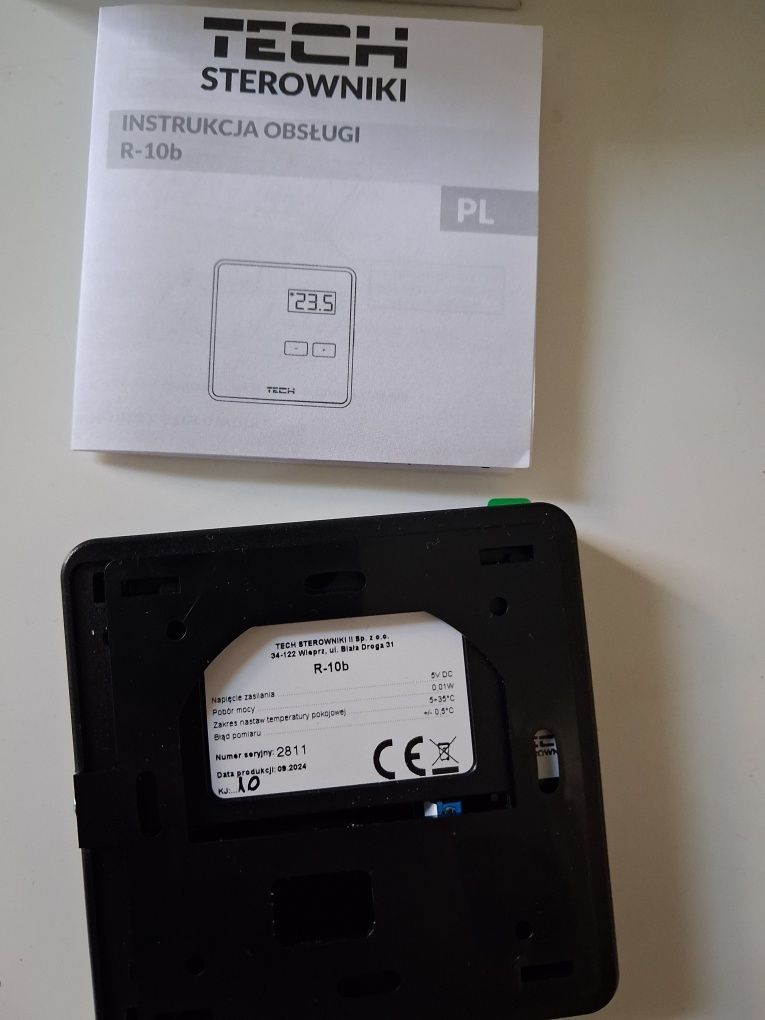 TECH
STEROWNIKI
INSTRUKCJA OBSŁUGI
R-10b
PL
23.5
- +
TECH
TECH STEROWNIKI II Sp. z o.o.
34-122 Wieprz, ul. Biała Droga 31
R-10b
Napięcie zasilania 5V DC
Pobór mocy 0,01W
Zakres nastaw temperatury pokojowej 5÷35°C
Błąd pomiaru +/- 0,5°C
Numer seryjny: 2811
Data produkcji: 09.2024
KJ:... 10
CE